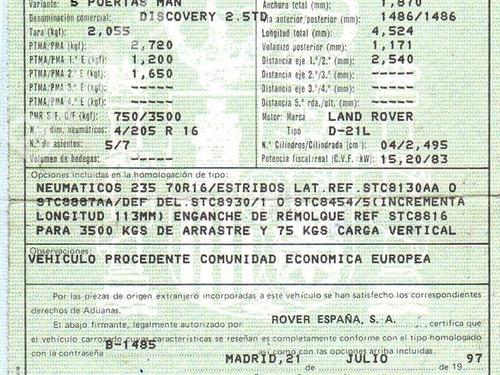 Variante: 5 PUERTAS MAN
Anchura total (mm): 1,870
Denominación comercial: DISCOVERY 2.5TD
Vía anterior/posterior (mm): 1486/1486
Tara (kgf): 2,055
Longitud total (mm): 4,524
PTMA/PMA (kgf): 2,720
Voladizo posterior (mm): 1,171
PTMA/PMA 1.º E (kgf): 1,200
Distancia eje 1.º/2.º (mm): 2,540
PTMA/PMA 2.º E (kgf): 1,650
Distancia eje 2.º/3.º (mm): -----
PTMA/PMA 3.º E (kgf): -----
Distancia eje 3.º/4.º (mm): -----
PTMA/PMA 4.º E (kgf): -----
Distancia 5.ª rda./últ. (mm): -----
PMR S.F./C.F. (kgf): 750/3500
Motor: Marca LAND ROVER
N.º y dim. neumáticos: 4/205 R 16
Tipo D-21L
N.º de asientos: 5/7
N.º Cilindros/Cilindrada (cm³): 04/2,495
Volumen de bodegas: -----
Potencia fiscal/real (C.V.F./kW): 15,20/83
Opciones incluidas en la homologación de tipo:
NEUMATICOS 235 70R16/ESTRIBOS LAT.REF.STC8130AA O
STC8887AA/DEF DEL.STC8930/1 O STC8454/5(INCREMENTA
LONGITUD 113MM) ENGANCHE DE REMOLQUE REF STC8816
PARA 3500 KGS DE ARRASTRE Y 75 KGS CARGA VERTICAL
Observaciones:
VEHICULO PROCEDENTE COMUNIDAD ECONOMICA EUROPEA
Por las piezas de origen extranjero incorporadas a este vehículo se han satisfecho los correspondientes
derechos de Aduanas.
El abajo firmante, legalmente autorizado por ROVER ESPAÑA, S. A. , certifica que
el vehículo carrozado cuyas características se reseñan es completamente conforme con el tipo homologado
con la contraseña B-1485 así como con las opciones arriba incluidas.
MADRID,21 de JULIO de 19 97